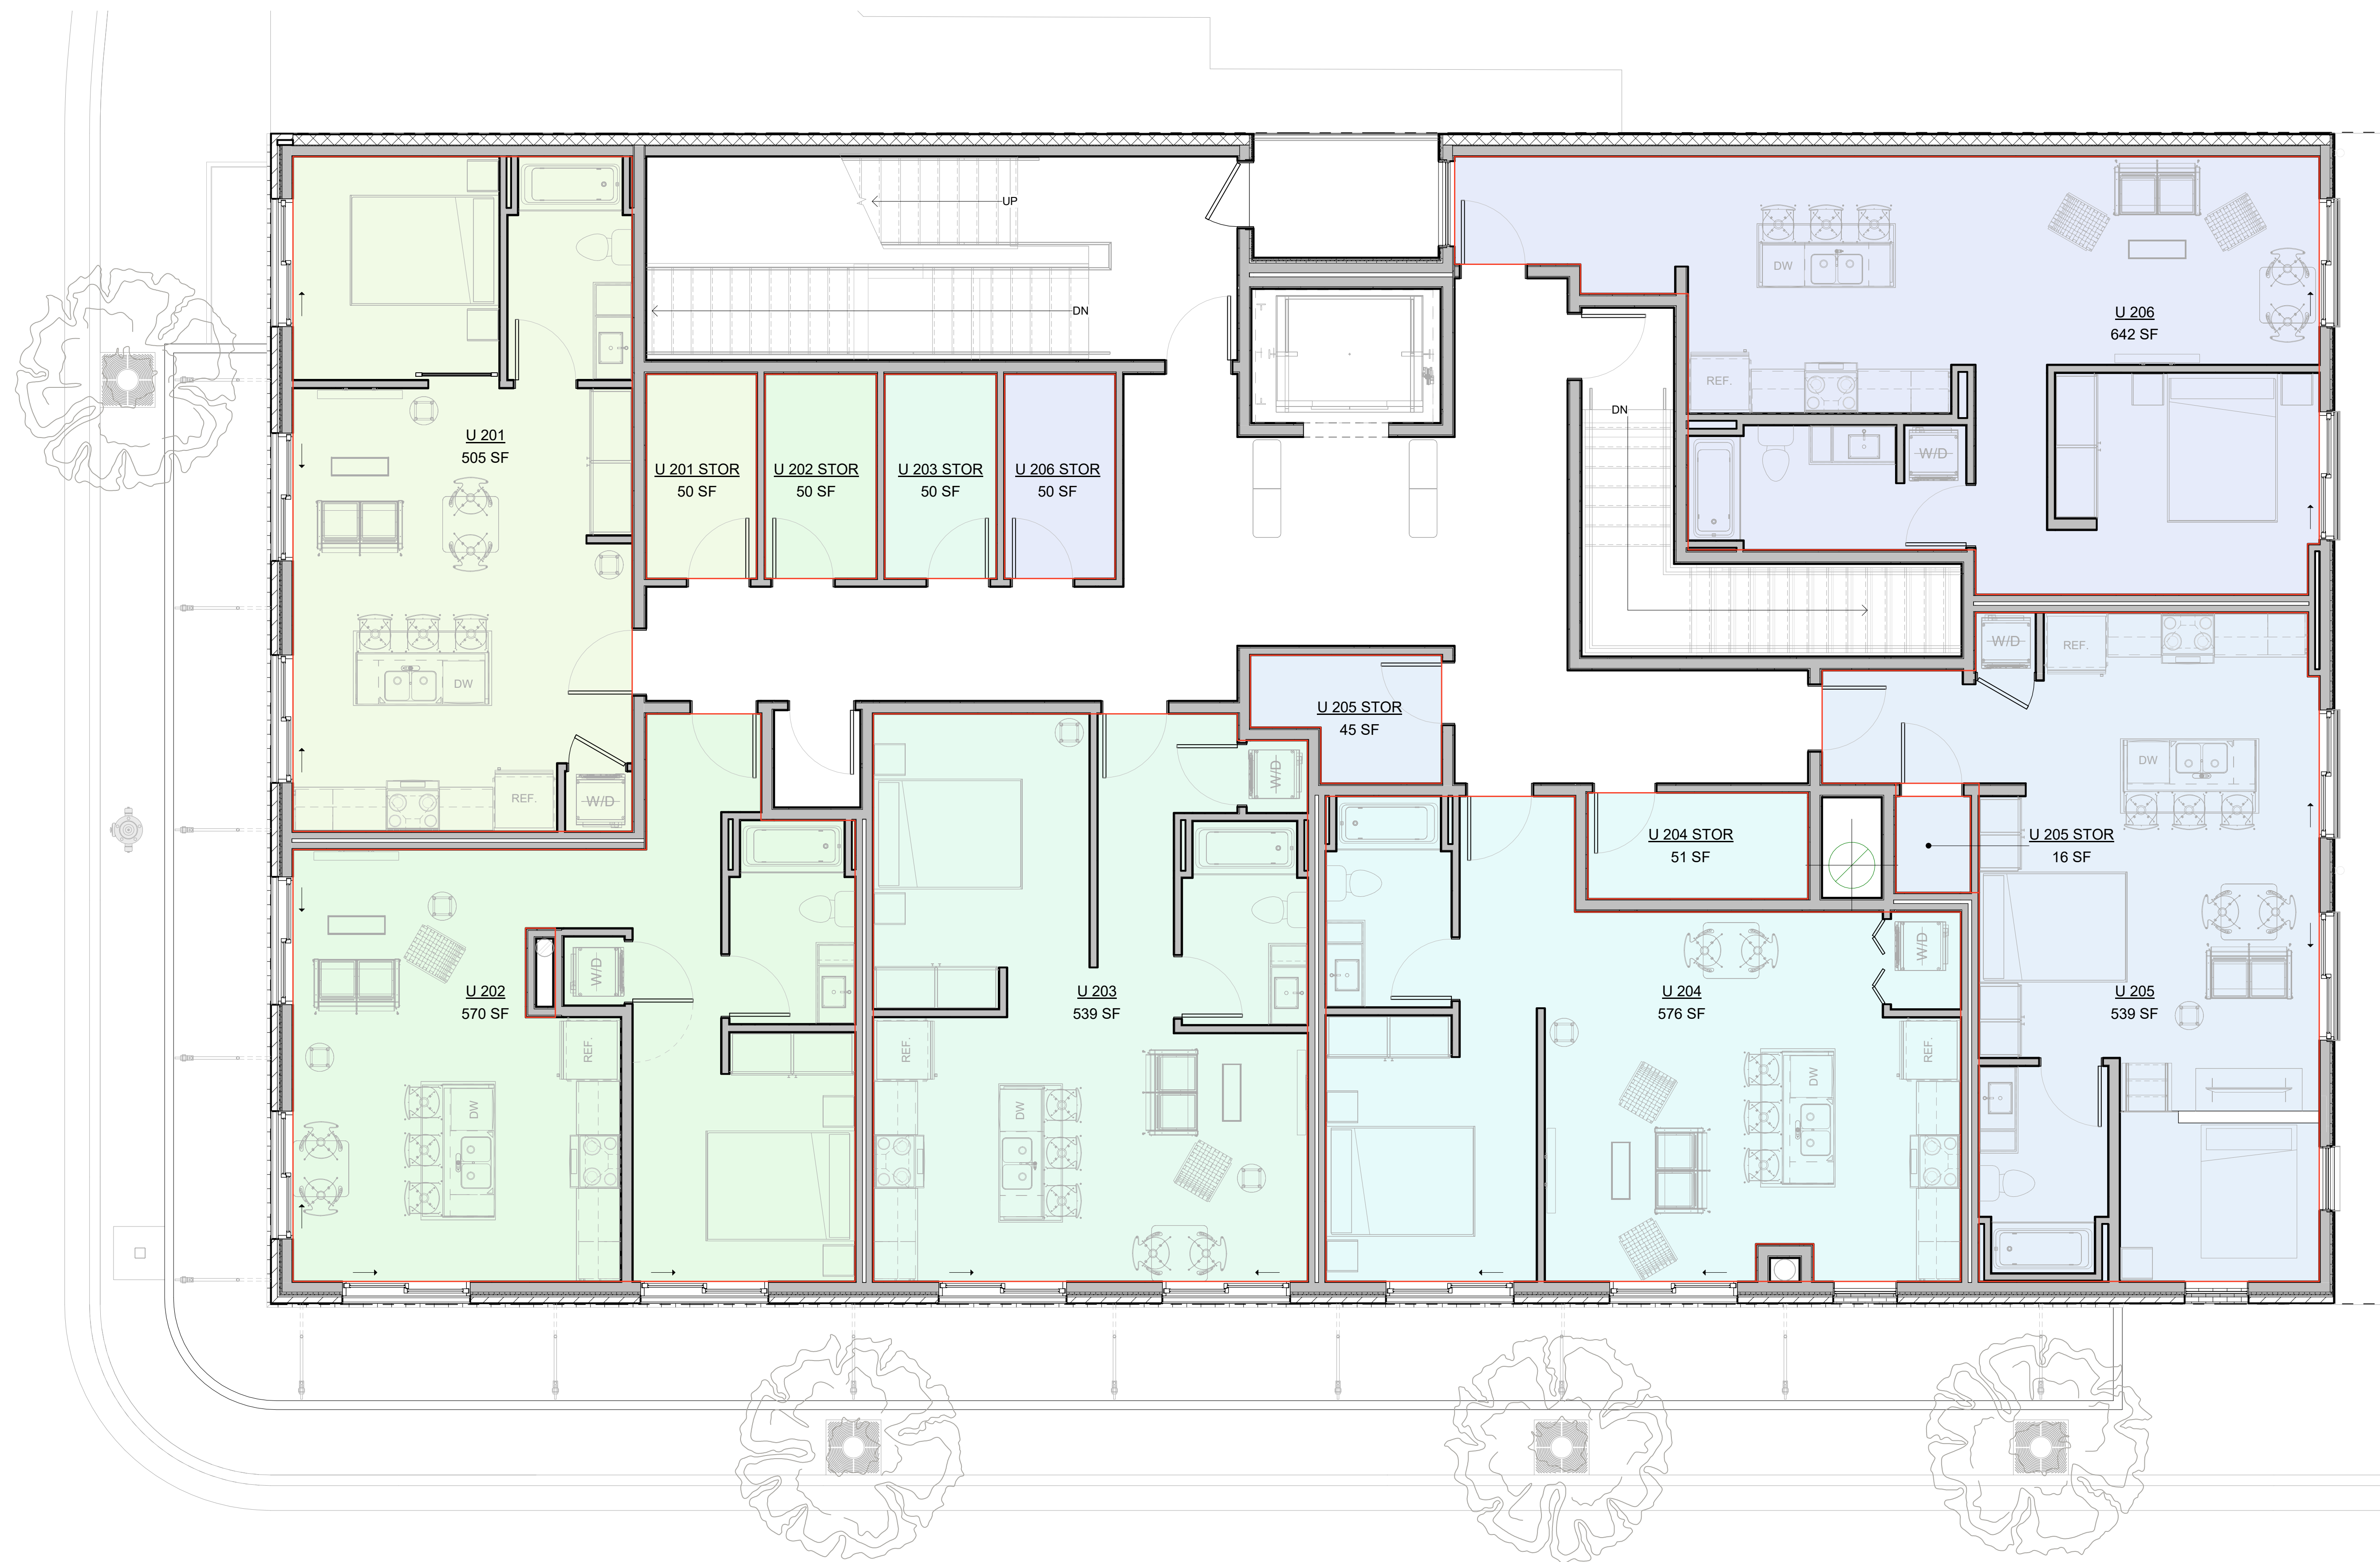 UP
DN
DW
U 206
642 SF
REF.
DN
W/D
U 201
505 SF
U 201 STOR
50 SF
U 202 STOR
50 SF
U 203 STOR
50 SF
U 206 STOR
50 SF
DW
REF.
W/D
W/D
REF.
U 205 STOR
45 SF
W/D
DW
U 204 STOR
51 SF
U 205 STOR
16 SF
W/D
U 202
570 SF
REF.
DW
U 203
539 SF
REF.
DW
W/D
U 204
576 SF
REF.
DW
U 205
539 SF